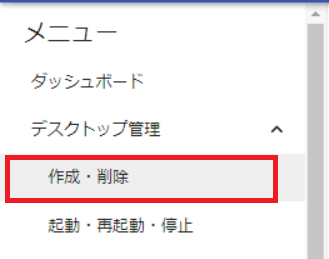 メニュー
ダッシュボード
デスクトップ管理
作成・削除
起動・再起動・停止